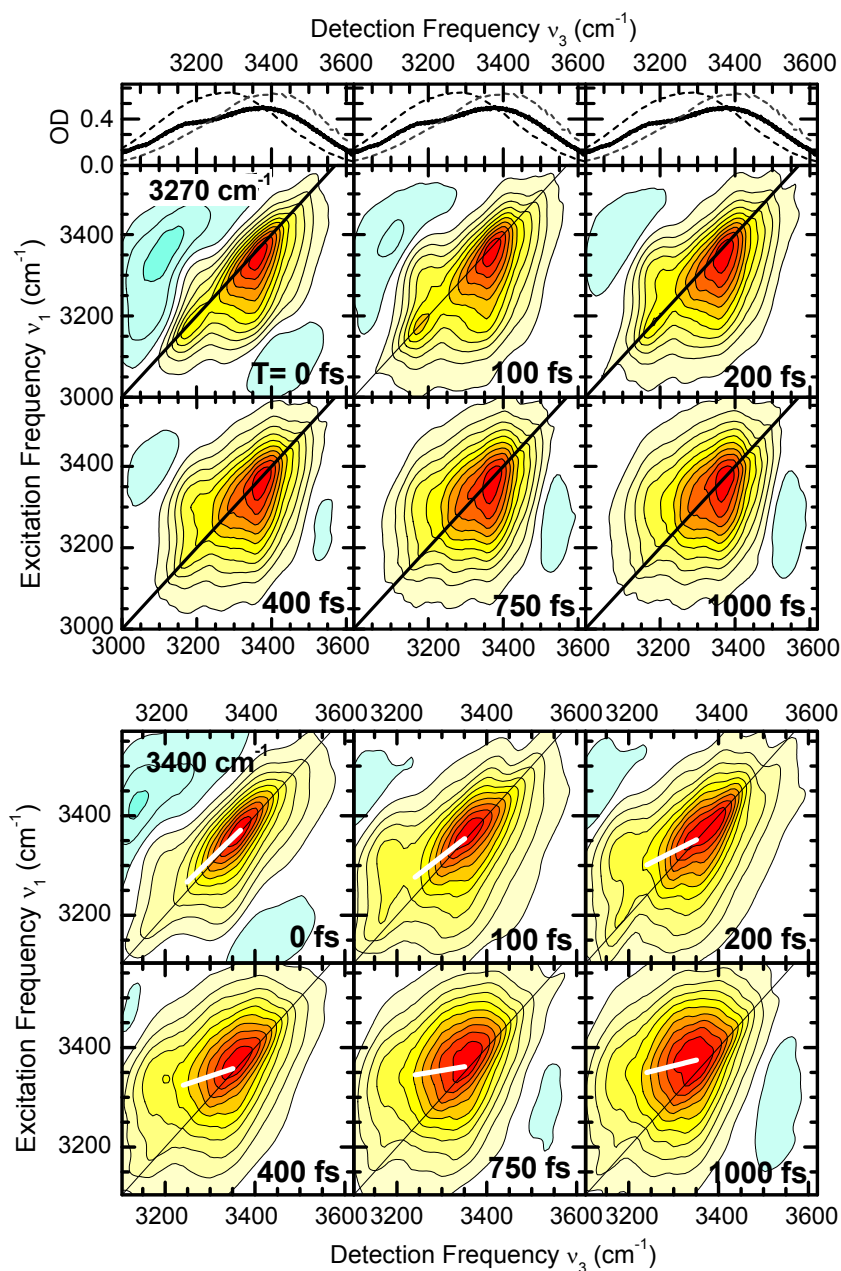 Detection Frequency ν3 (cm-1)
3200 3400 3600 3200 3400 3600 3200 3400 3600
OD
0.4
0.0
3270 cm-1
3400
3200
3000
T= 0 fs 100 fs 200 fs
Excitation Frequency ν1 (cm-1)
3400
3200
3000
400 fs 750 fs 1000 fs
3000 3200 3400 3600 3200 3400 3600 3200 3400 3600
3200 3400 3600 3200 3400 3600 3200 3400 3600
3400 cm-1
3400
3200
0 fs 100 fs 200 fs
Excitation Frequency ν1 (cm-1)
3400
3200
400 fs 750 fs 1000 fs
3200 3400 3600 3200 3400 3600 3200 3400 3600
Detection Frequency ν3 (cm-1)